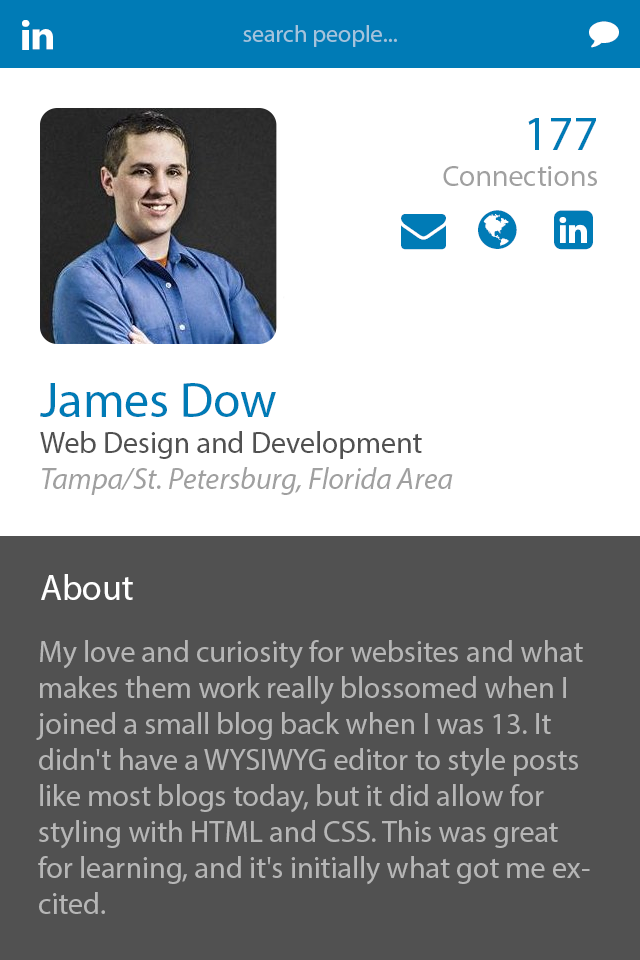 in
search people...
177
Connections
in
James Dow
Web Design and Development
Tampa/St. Petersburg, Florida Area
About
My love and curiosity for websites and what
makes them work really blossomed when I
joined a small blog back when I was 13. It
didn't have a WYSIWYG editor to style posts
like most blogs today, but it did allow for
styling with HTML and CSS. This was great
for learning, and it's initially what got me ex-
cited.